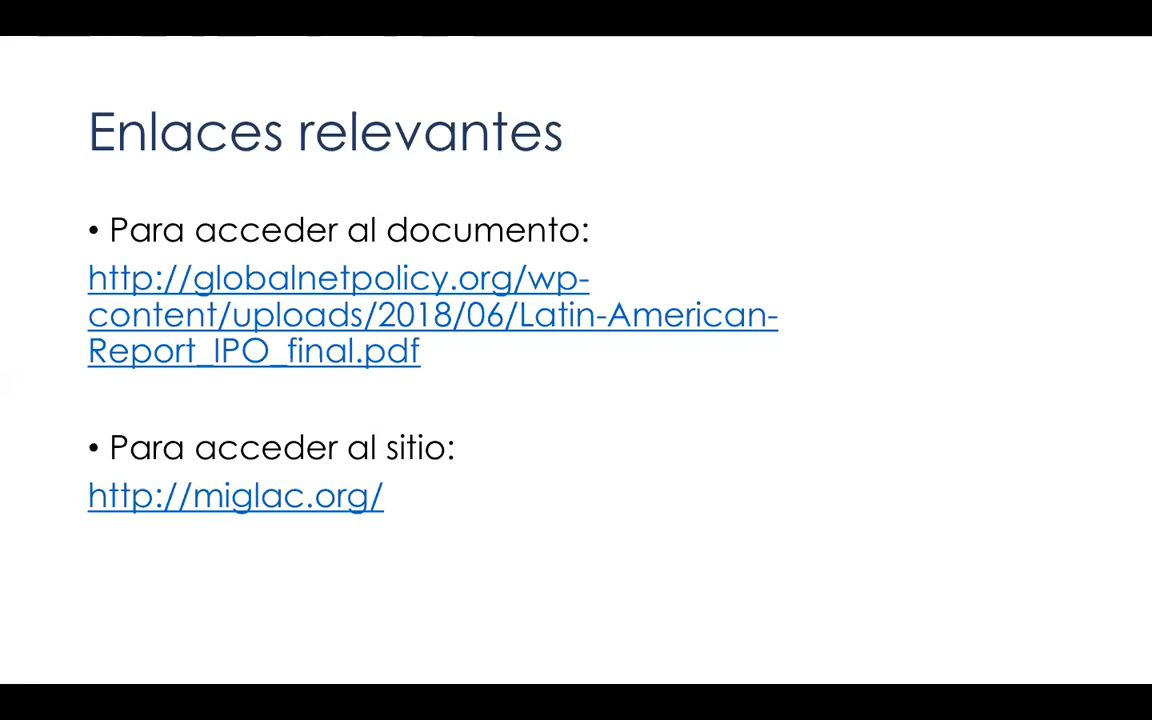 Enlaces relevantes
• Para acceder al documento:
http://globalnetpolicy.org/wp-
content/uploads/2018/06/Latin-American-
Report_IPO_final.pdf
• Para acceder al sitio:
http://miglac.org/